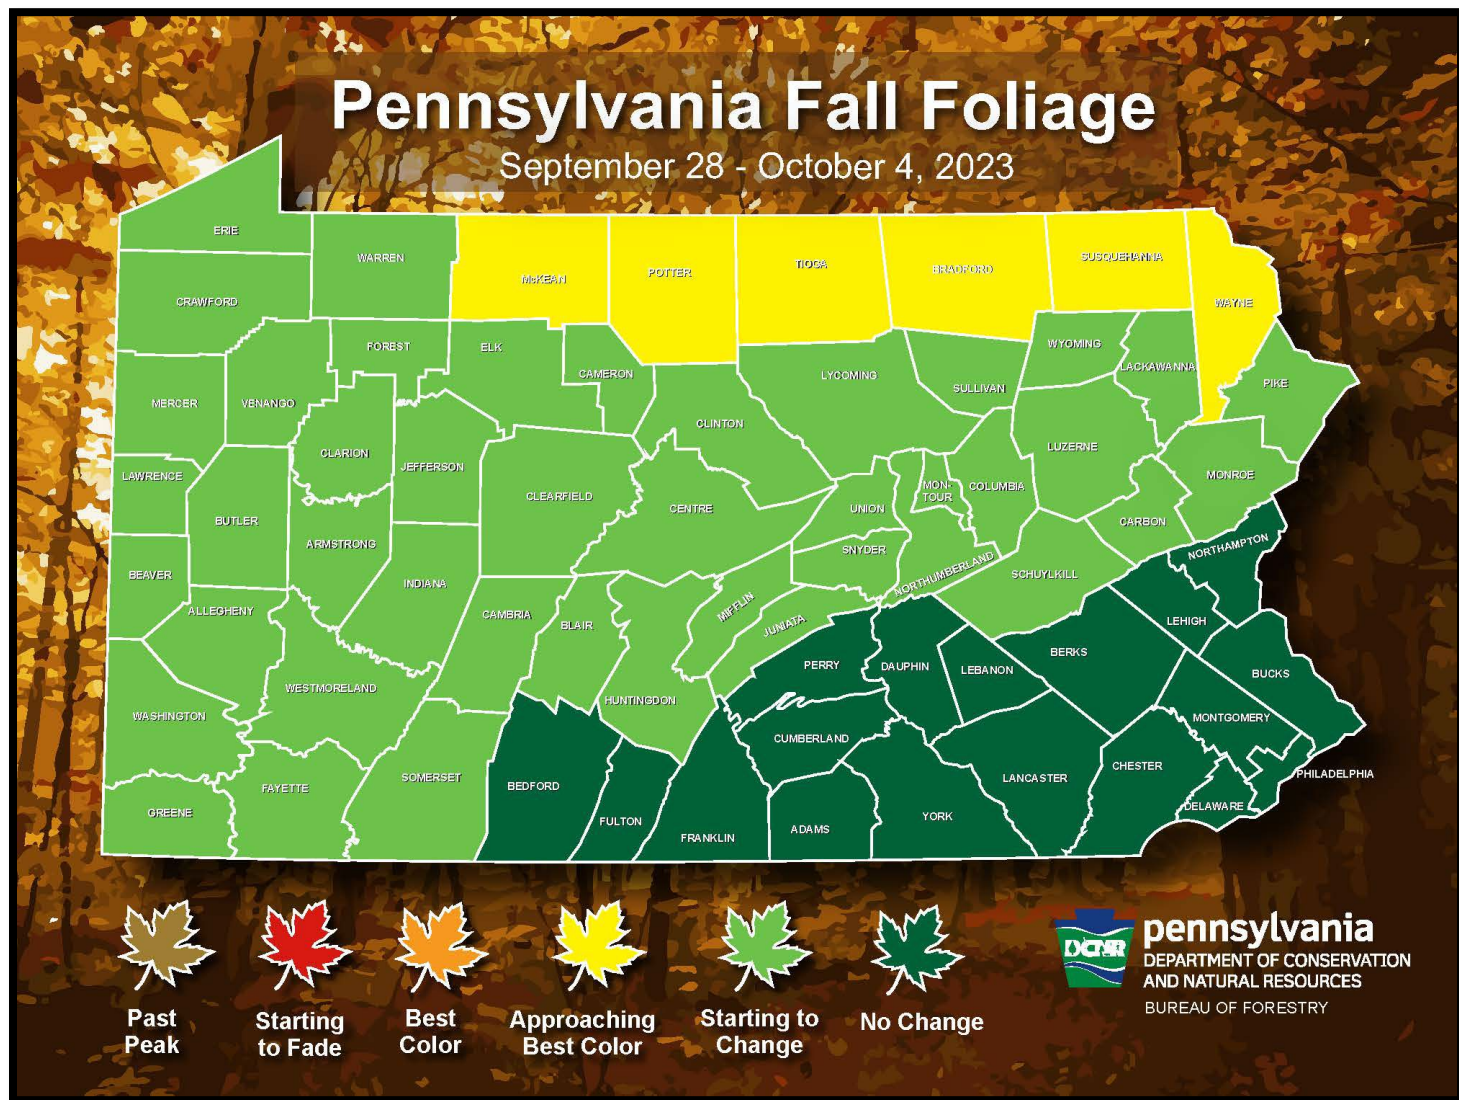 Pennsylvania Fall Foliage
September 28 - October 4, 2023
ERIE
WARREN
McKEAN
POTTER
TIOGA
BRADFORD
SUSQUEHANNA
WAYNE
CRAWFORD
FOREST
ELK
CAMERON
LYCOMING
SULLIVAN
WYOMING
LACKAWANNA
PIKE
MERCER
VENANGO
CLINTON
CLARION
JEFFERSON
LUZERNE
LAWRENCE
CLEARFIELD
CENTRE
UNION
MON-
TOUR
COLUMBIA
MONROE
BUTLER
ARMSTRONG
SNYDER
CARBON
NORTHAMPTON
BEAVER
INDIANA
NORTHUMBERLAND
SCHUYLKILL
ALLEGHENY
CAMBRIA
BLAIR
MIFFLIN
JUNIATA
LEHIGH
WESTMORELAND
HUNTINGDON
PERRY
DAUPHIN
LEBANON
BERKS
BUCKS
WASHINGTON
CUMBERLAND
MONTGOMERY
GREENE
FAYETTE
SOMERSET
BEDFORD
FULTON
FRANKLIN
ADAMS
YORK
LANCASTER
CHESTER
DELAWARE
PHILADELPHIA
Past
Peak
Starting
to Fade
Best
Color
Approaching
Best Color
Starting to
Change
No Change
DCNR
pennsylvania
DEPARTMENT OF CONSERVATION
AND NATURAL RESOURCES
BUREAU OF FORESTRY